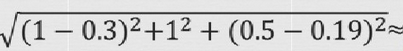 √(1 − 0.3)²+1² + (0.5 − 0.19)²≈